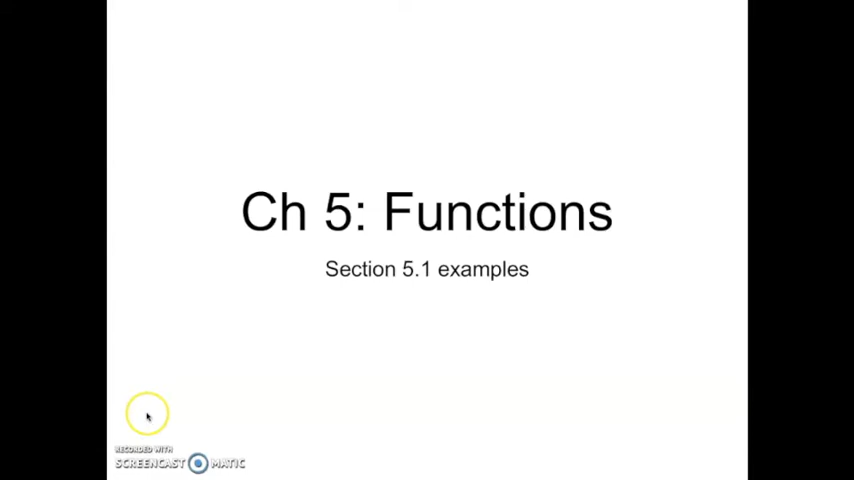 Ch 5: Functions
Section 5.1 examples
RECORDED WITH
SCREENCAST MATIC